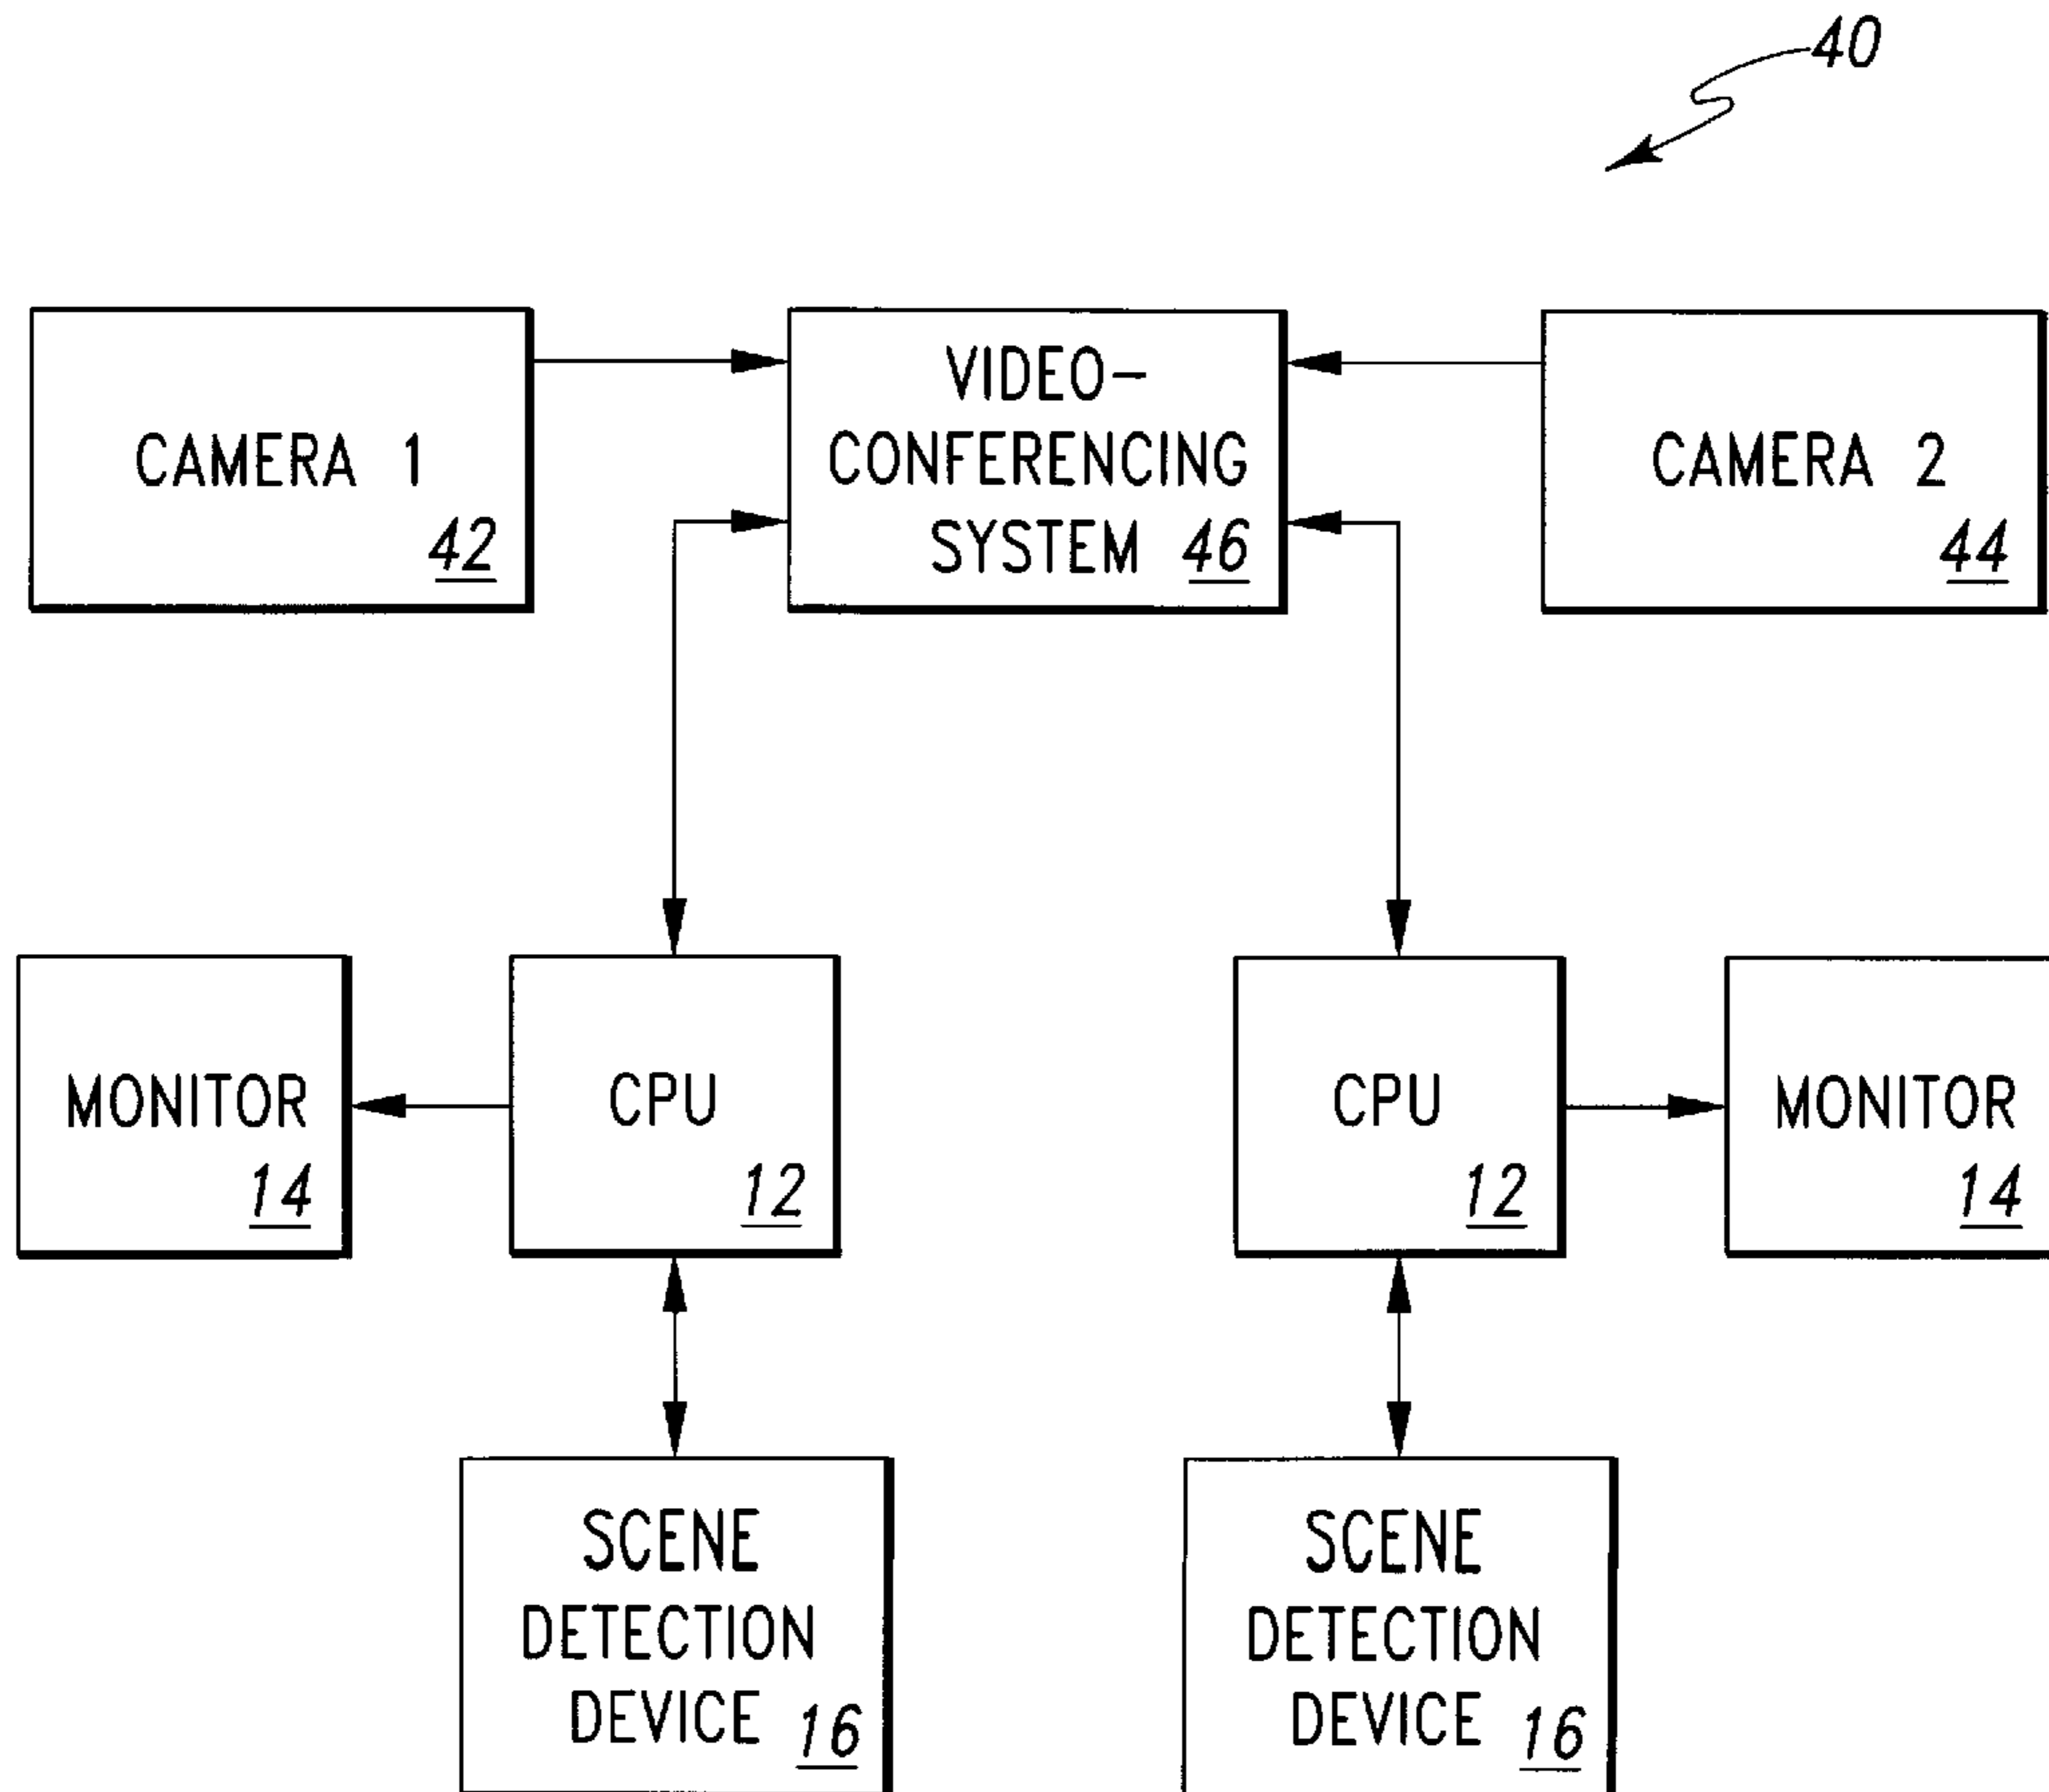 40
CAMERA 1
42
VIDEO-
CONFERENCING
SYSTEM 46
CAMERA 2
44
MONITOR
14
CPU
12
CPU
12
MONITOR
14
SCENE
DETECTION
DEVICE 16
SCENE
DETECTION
DEVICE 16